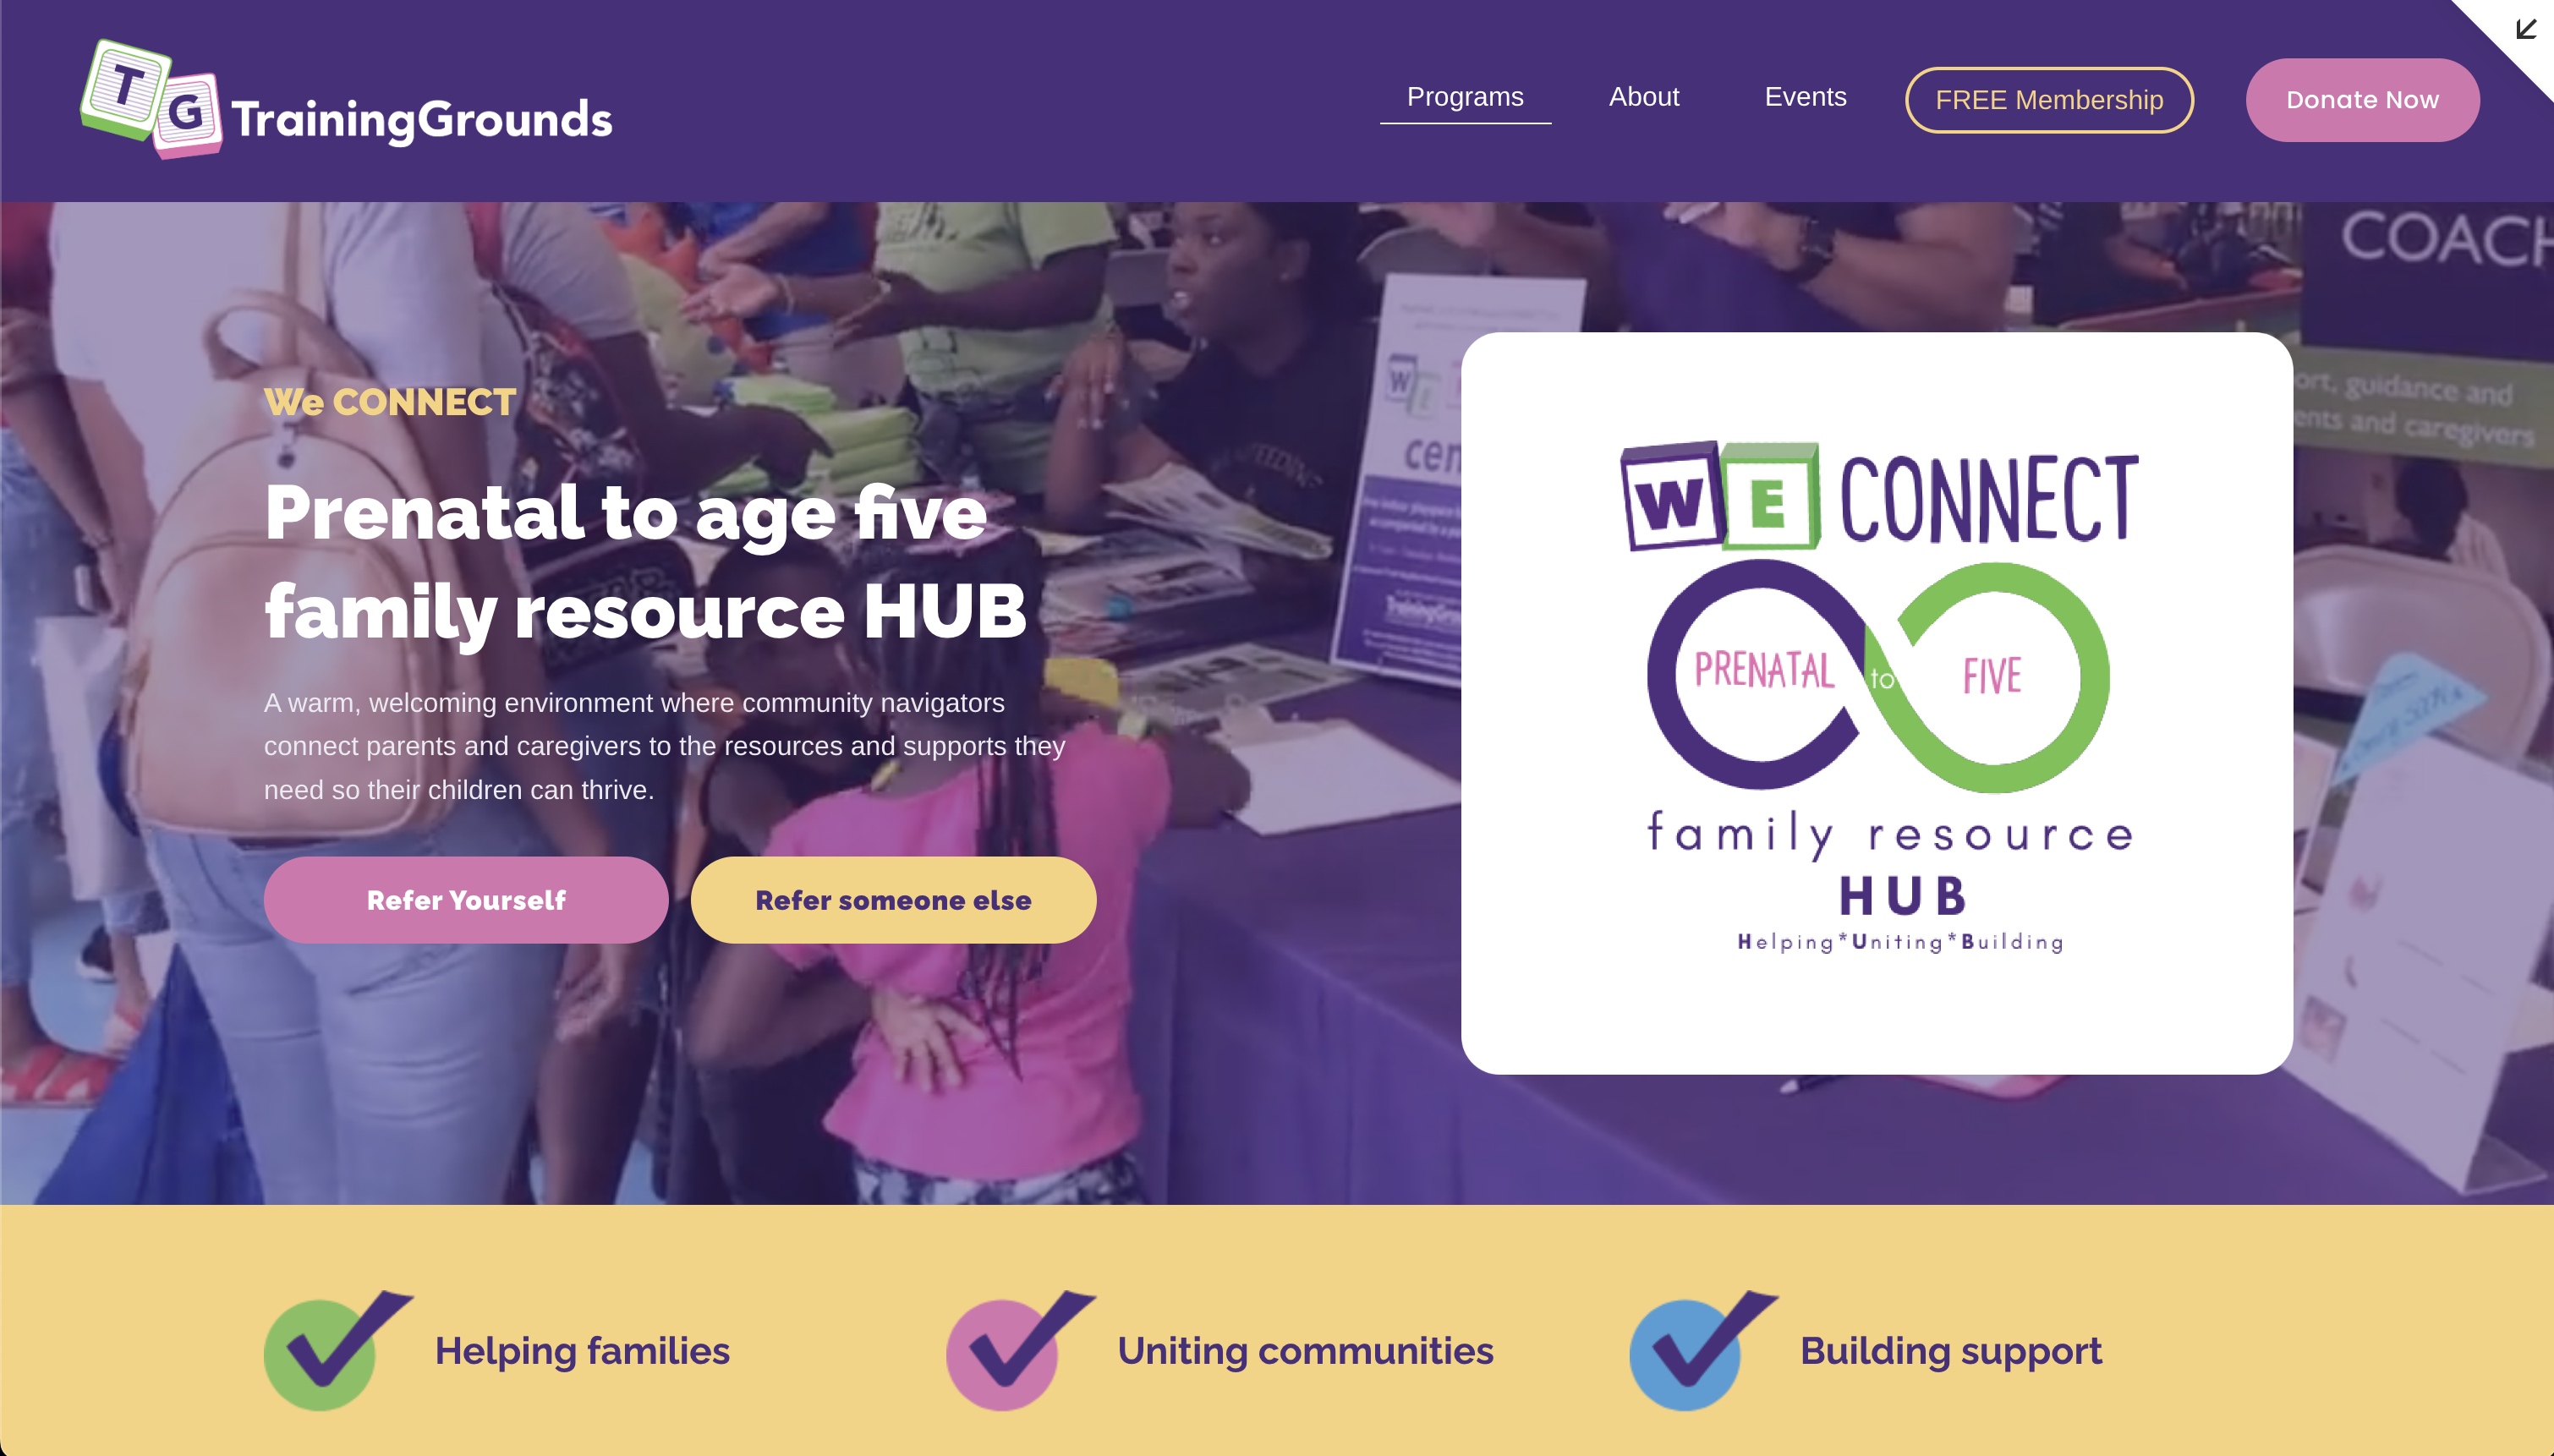 T G TrainingGrounds
Programs
About
Events
FREE Membership
Donate Now
COACH
ort, guidance and
ents and caregivers
We CONNECT
Prenatal to age five
family resource HUB
A warm, welcoming environment where community navigators
connect parents and caregivers to the resources and supports they
need so their children can thrive.
Refer Yourself
Refer someone else
WE CONNECT
PRENATAL to FIVE
family resource
HUB
Helping*Uniting*Building
WE
cen
TrainingGro
Helping families
Uniting communities
Building support